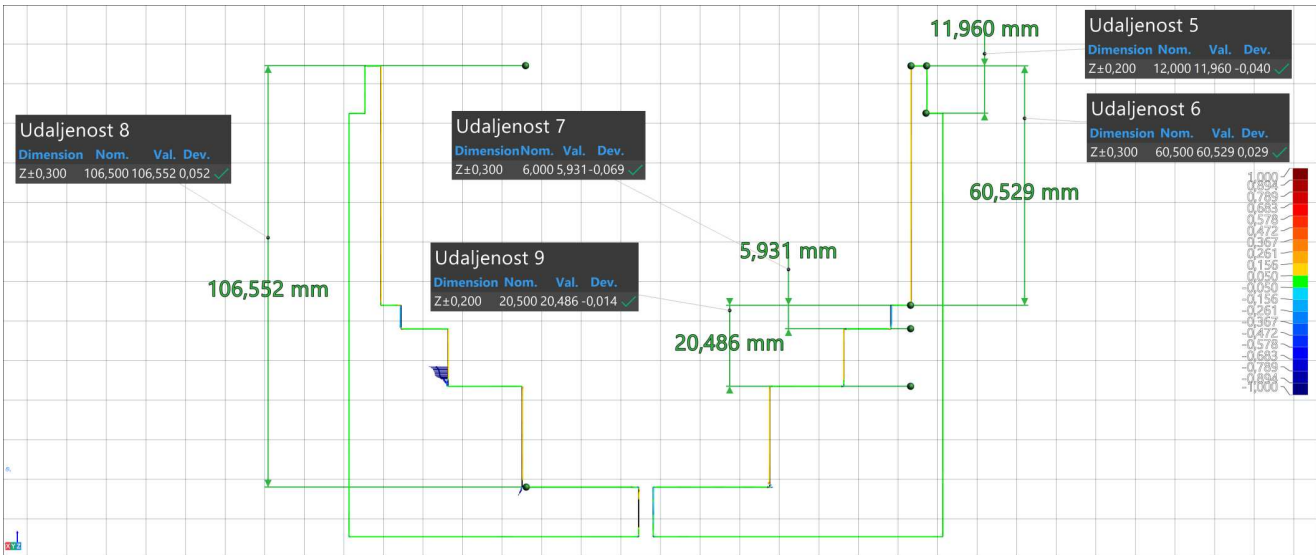 11,960 mm
Udaljenost 5
Dimension Nom. Val. Dev.
Z±0,200 12,000 11,960 -0,040
Udaljenost 8
Dimension Nom. Val. Dev.
Z±0,300 106,500 106,552 0,052
Udaljenost 7
Dimension Nom. Val. Dev.
Z±0,300 6,000 5,931 -0,069
Udaljenost 6
Dimension Nom. Val. Dev.
Z±0,300 60,500 60,529 0,029
60,529 mm
Udaljenost 9
Dimension Nom. Val. Dev.
Z±0,200 20,500 20,486 -0,014
5,931 mm
106,552 mm
20,486 mm
1,000
0,894
0,789
0,683
0,578
0,472
0,367
0,261
0,156
0,050
-0,050
-0,156
-0,261
-0,367
-0,472
-0,578
-0,683
-0,789
-0,894
-1,000
X Y Z